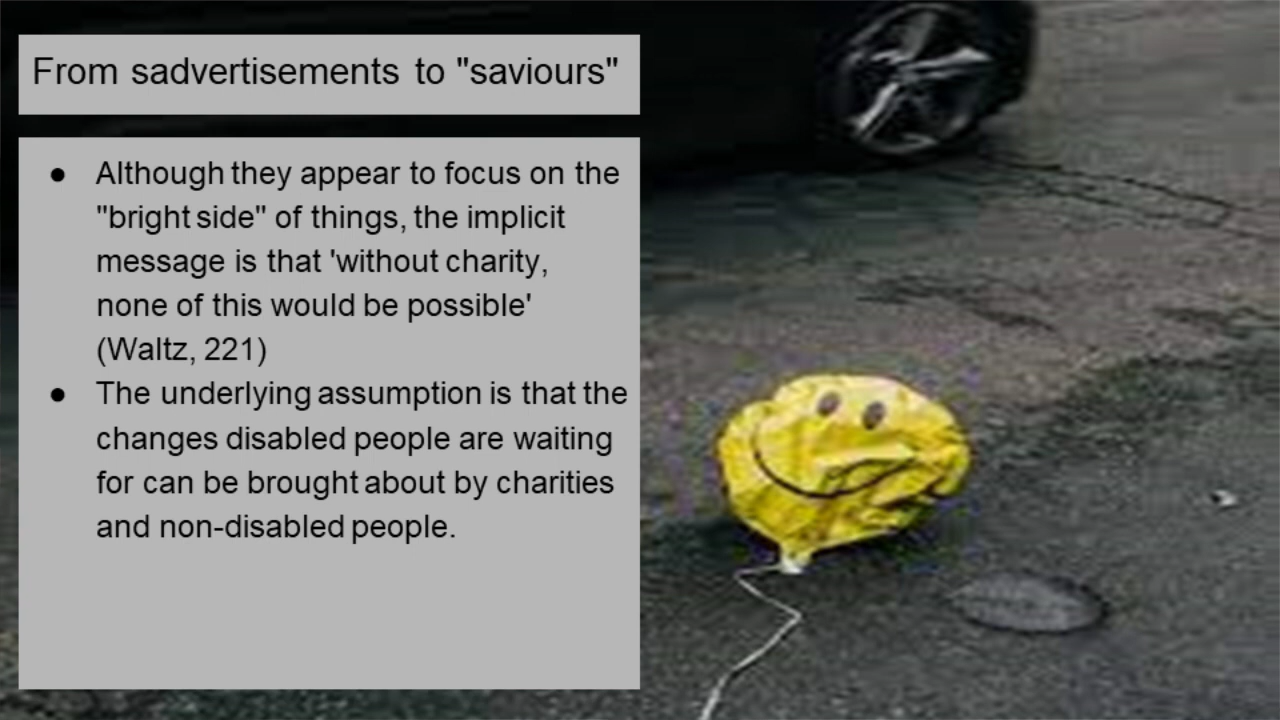 From sadvertisements to "saviours"
● Although they appear to focus on the
"bright side" of things, the implicit
message is that 'without charity,
none of this would be possible'
(Waltz, 221)
● The underlying assumption is that the
changes disabled people are waiting
for can be brought about by charities
and non-disabled people.